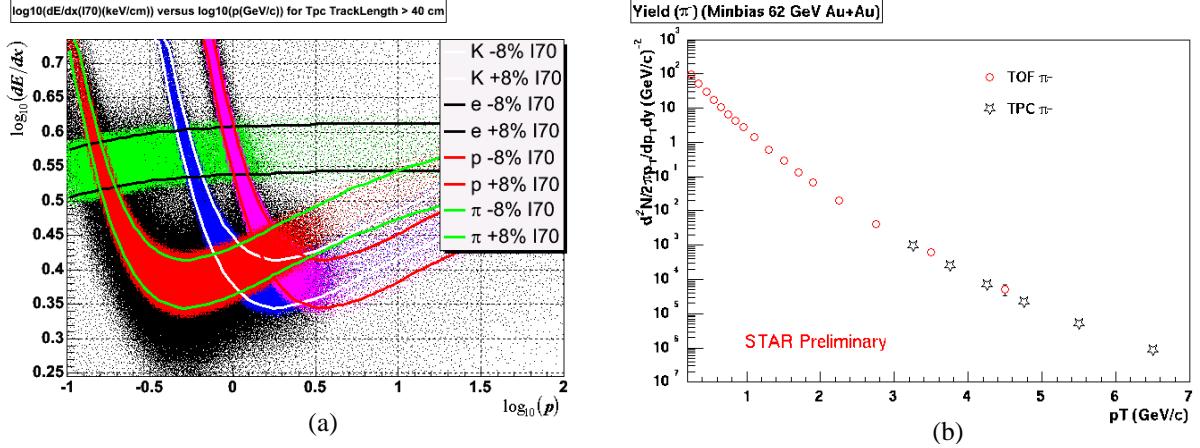 log10(dE/dx(I70)(keV/cm)) versus log10(p(GeV/c)) for Tpc TrackLength > 40 cm
log₁₀(dE/dx)
0.65
0.6
0.55
0.5
0.45
0.4
0.35
0.3
0.25
K -8% I70
K +8% I70
e -8% I70
e +8% I70
p -8% I70
p +8% I70
π -8% I70
π +8% I70
-1 -0.5 0 0.5 1 1.5 2
log₁₀(p)
(a)
Yield (π⁻) (Minbias 62 GeV Au+Au)
d²N/2πp_T/dp_Tdy (GeV/c)⁻²
10³
10²
10
1
10⁻¹
10⁻²
10⁻³
10⁻⁴
10⁻⁵
10⁻⁶
10⁻⁷
TOF π-
TPC π-
STAR Preliminary
1 2 3 4 5 6 7
pT (GeV/c)
(b)